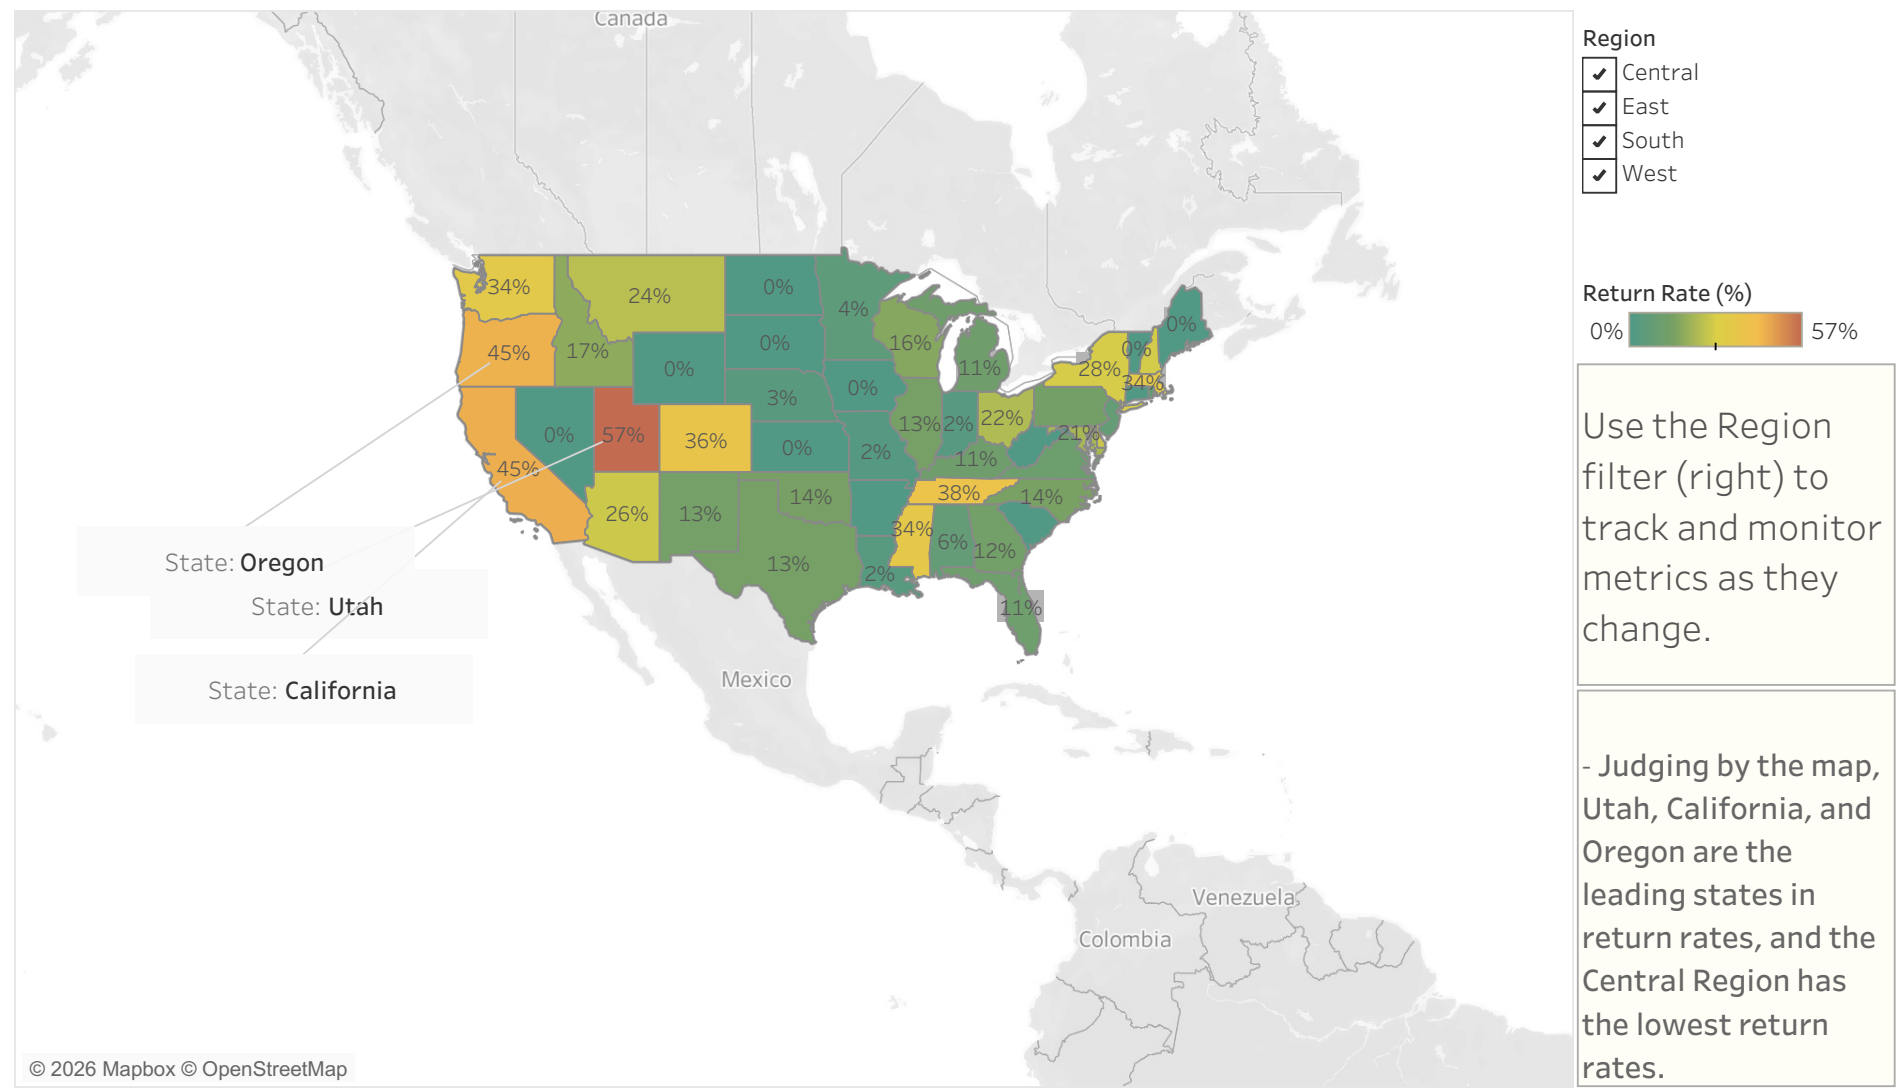 Canada
34%
24%
0%
4%
0%
45%
17%
0%
0%
16%
11%
28%
0%
34%
0%
3%
0%
57%
36%
0%
2%
13%
2%
22%
21%
11%
45%
26%
13%
14%
38%
14%
34%
6%
12%
13%
2%
11%
State: Oregon
State: Utah
State: California
Mexico
Venezuela
Colombia
© 2026 Mapbox © OpenStreetMap
Region
Central
East
South
West
Return Rate (%)
0%
57%
Use the Region
filter (right) to
track and monitor
metrics as they
change.
- Judging by the map,
Utah, California, and
Oregon are the
leading states in
return rates, and the
Central Region has
the lowest return
rates.